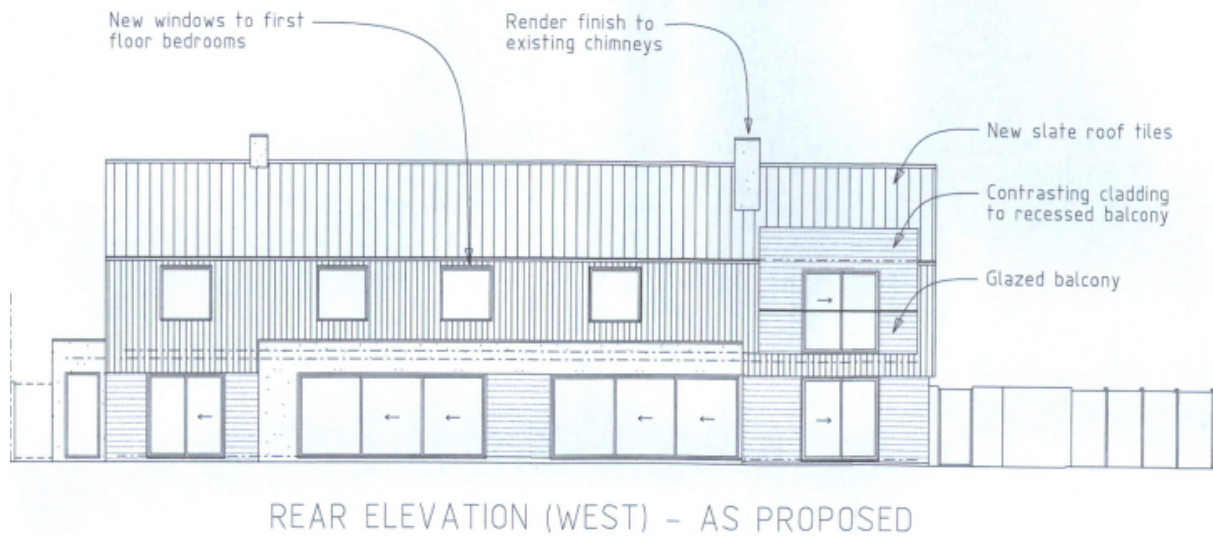 New windows to first
floor bedrooms
Render finish to
existing chimneys
New slate roof tiles
Contrasting cladding
to recessed balcony
Glazed balcony
REAR ELEVATION (WEST) – AS PROPOSED